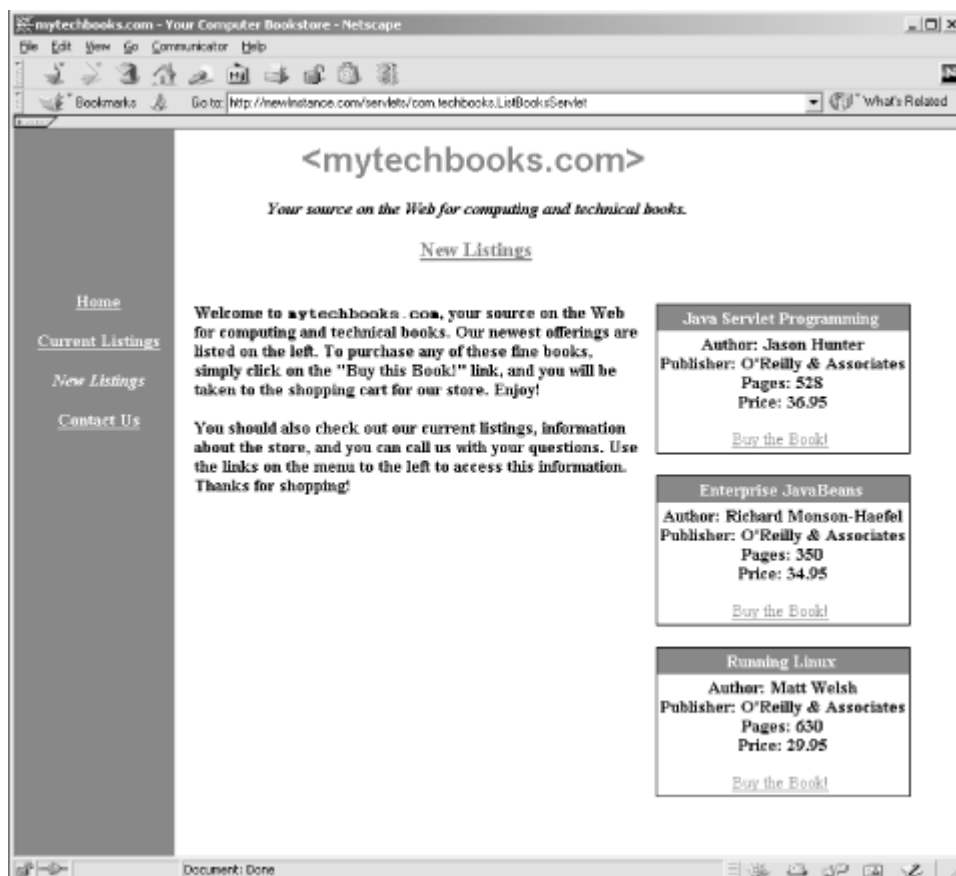 mytechbooks.com - Your Computer Bookstore - Netscape
File Edit View Go Communicator Help
Bookmarks Go to: http://newInstance.com/servlets/com.techbooks.ListBooksServlet What's Related
<mytechbooks.com>
Your source on the Web for computing and technical books.
New Listings
Home
Current Listings
New Listings
Contact Us
Welcome to mytechbooks.com, your source on the Web
for computing and technical books. Our newest offerings are
listed on the left. To purchase any of these fine books,
simply click on the "Buy this Book!" link, and you will be
taken to the shopping cart for our store. Enjoy!
You should also check out our current listings, information
about the store, and you can call us with your questions. Use
the links on the menu to the left to access this information.
Thanks for shopping!
Java Servlet Programming
Author: Jason Hunter
Publisher: O'Reilly & Associates
Pages: 528
Price: 36.95
Buy the Book!
Enterprise JavaBeans
Author: Richard Monson-Haefel
Publisher: O'Reilly & Associates
Pages: 350
Price: 34.95
Buy the Book!
Running Linux
Author: Matt Welsh
Publisher: O'Reilly & Associates
Pages: 630
Price: 29.95
Buy the Book!
Document: Done